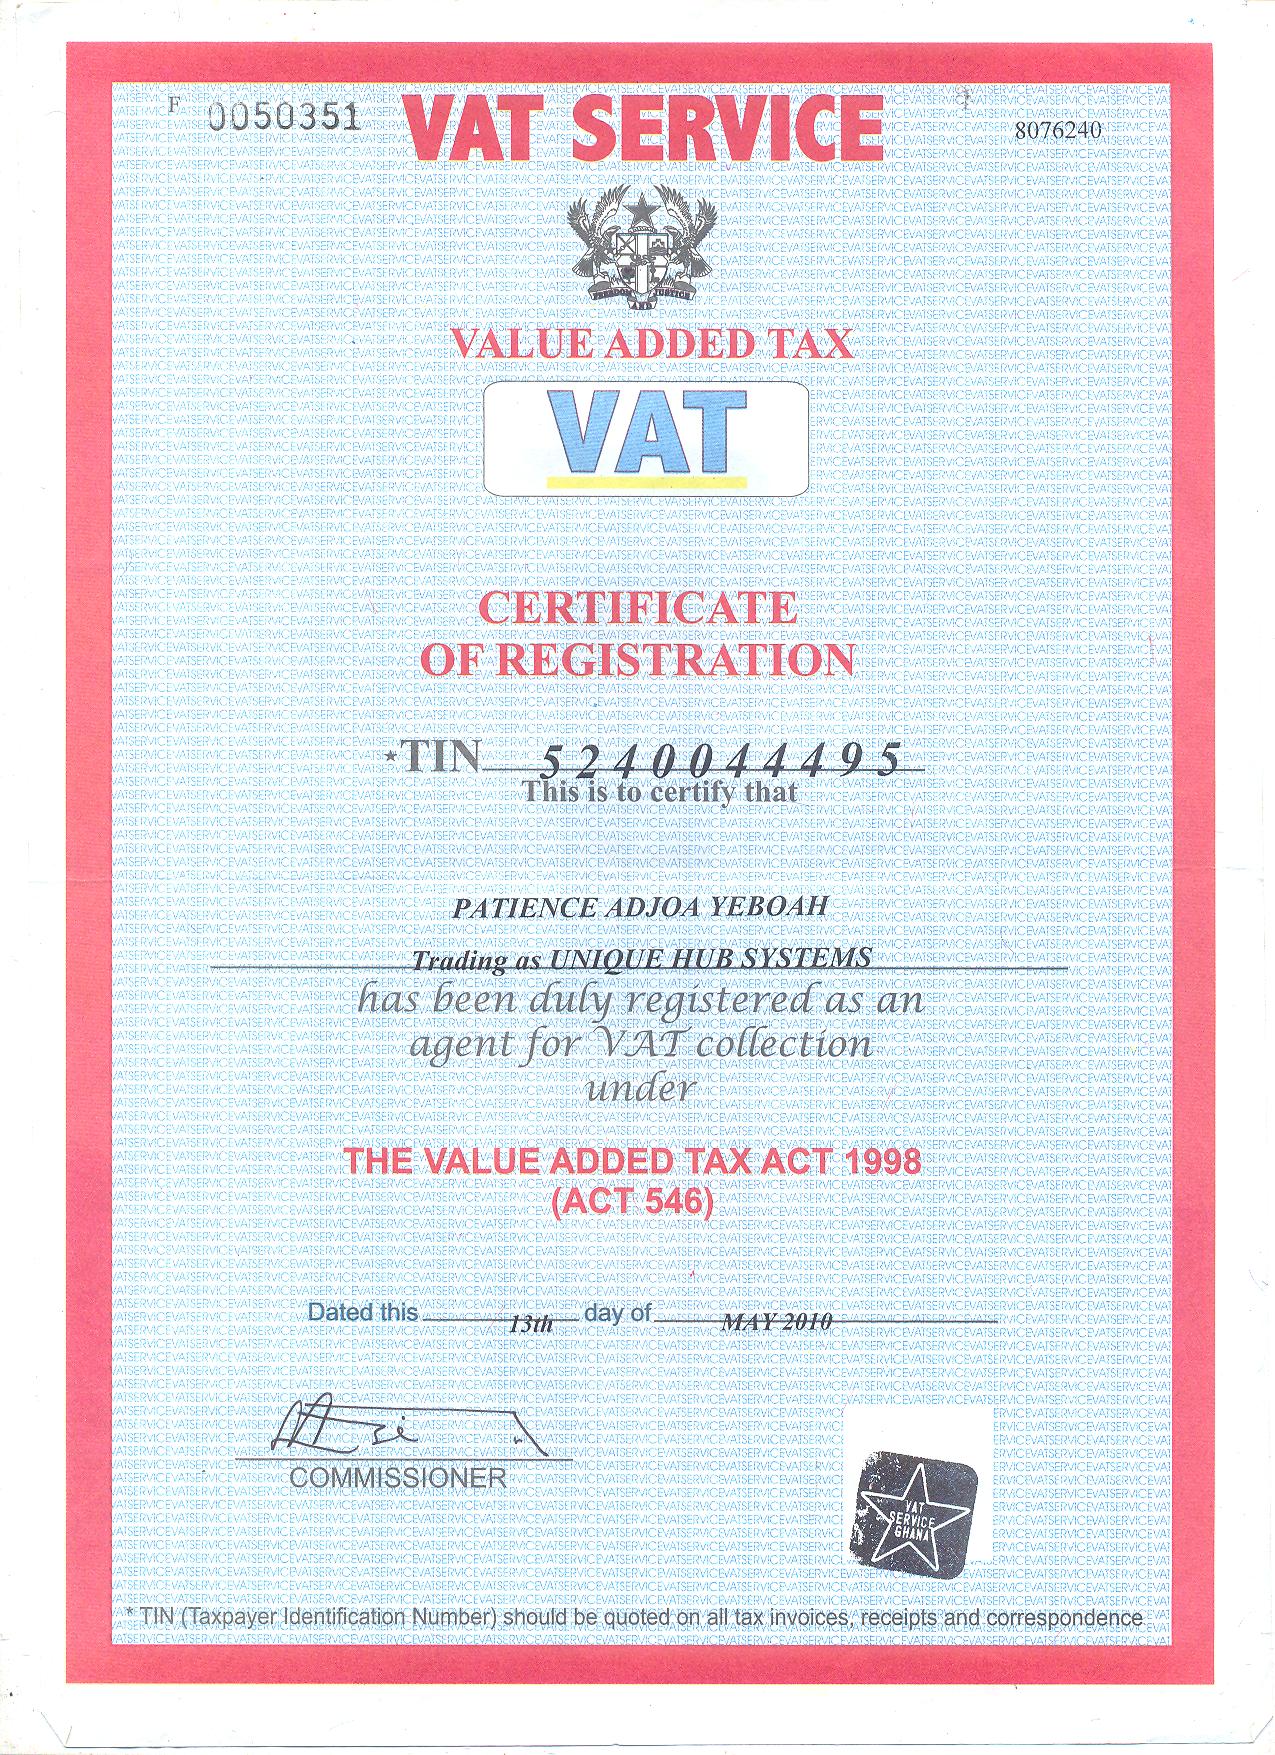 F 0050351 VAT SERVICE 8076240
FREEDOM AND JUSTICE
VALUE ADDED TAX
VAT
CERTIFICATE
OF REGISTRATION
*TIN 5240044495
This is to certify that
PATIENCE ADJOA YEBOAH
Trading as UNIQUE HUB SYSTEMS
has been duly registered as an
agent for VAT collection
under
THE VALUE ADDED TAX ACT 1998
(ACT 546)
Dated this 13th day of MAY 2010
COMMISSIONER
VAT
SERVICE
GHANA
* TIN (Taxpayer Identification Number) should be quoted on all tax invoices, receipts and correspondence